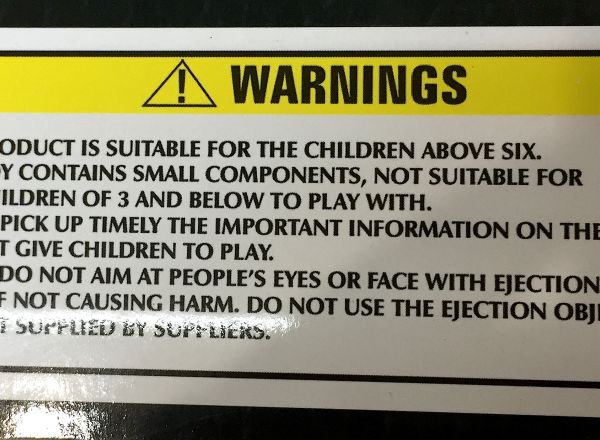 WARNINGS
ODUCT IS SUITABLE FOR THE CHILDREN ABOVE SIX.
Y CONTAINS SMALL COMPONENTS, NOT SUITABLE FOR
ILDREN OF 3 AND BELOW TO PLAY WITH.
PICK UP TIMELY THE IMPORTANT INFORMATION ON THE
T GIVE CHILDREN TO PLAY.
DO NOT AIM AT PEOPLE'S EYES OR FACE WITH EJECTION
F NOT CAUSING HARM. DO NOT USE THE EJECTION OBJ
T SUPPLIED BY SUPPLIERS.